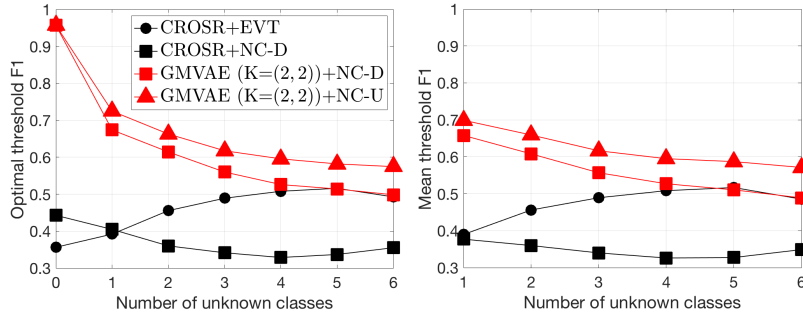 1
0.9
0.8
0.7
0.6
0.5
0.4
0.3
Optimal threshold F1
CROSR+EVT
CROSR+NC-D
GMVAE (K=(2,2))+NC-D
GMVAE (K=(2,2))+NC-U
0 1 2 3 4 5 6
Number of unknown classes
1
0.9
0.8
0.7
0.6
0.5
0.4
0.3
Mean threshold F1
1 2 3 4 5 6
Number of unknown classes